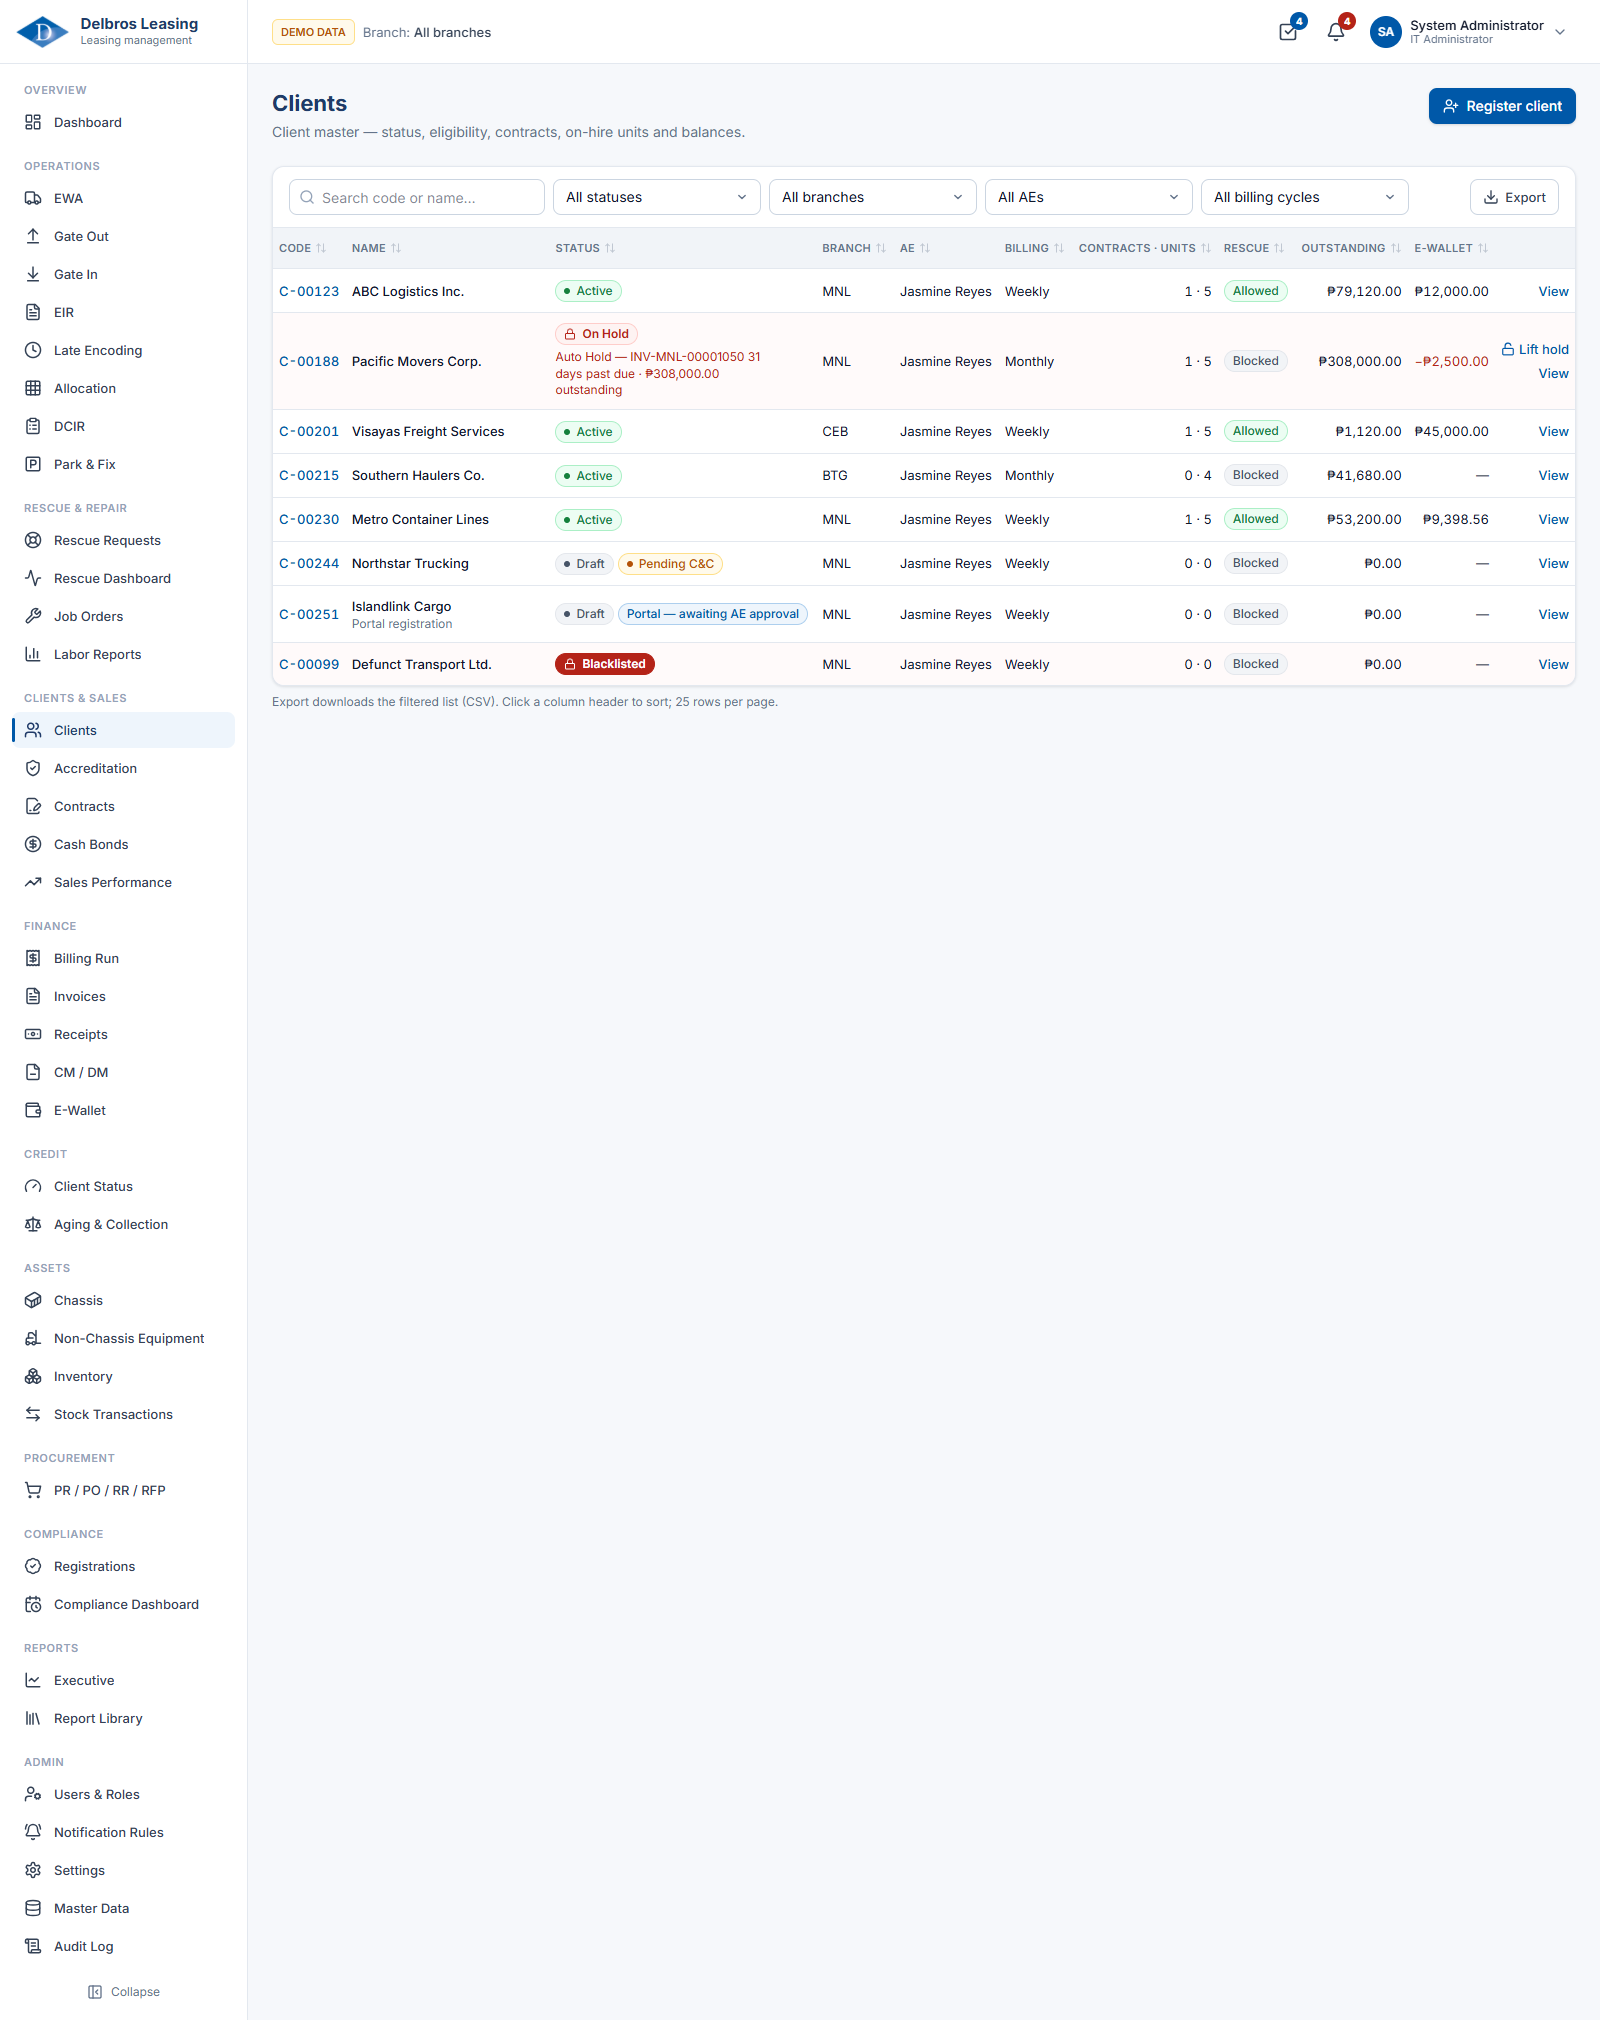 Delbros Leasing
Leasing management
DEMO DATA
Branch: All branches
4
4
SA
System Administrator
IT Administrator
OVERVIEW
Dashboard
OPERATIONS
EWA
Gate Out
Gate In
EIR
Late Encoding
Allocation
DCIR
Park & Fix
RESCUE & REPAIR
Rescue Requests
Rescue Dashboard
Job Orders
Labor Reports
CLIENTS & SALES
Clients
Accreditation
Contracts
Cash Bonds
Sales Performance
FINANCE
Billing Run
Invoices
Receipts
CM / DM
E-Wallet
CREDIT
Client Status
Aging & Collection
ASSETS
Chassis
Non-Chassis Equipment
Inventory
Stock Transactions
PROCUREMENT
PR / PO / RR / RFP
COMPLIANCE
Registrations
Compliance Dashboard
REPORTS
Executive
Report Library
ADMIN
Users & Roles
Notification Rules
Settings
Master Data
Audit Log
Collapse
Clients
Client master — status, eligibility, contracts, on-hire units and balances.
Register client
Search code or name...
All statuses
All branches
All AEs
All billing cycles
Export
CODE NAME STATUS BRANCH AE BILLING CONTRACTS · UNITS RESCUE OUTSTANDING E-WALLET
C-00123 ABC Logistics Inc. Active MNL Jasmine Reyes Weekly 1 · 5 Allowed ₱79,120.00 ₱12,000.00 View
C-00188 Pacific Movers Corp. On Hold MNL Jasmine Reyes Monthly 1 · 5 Blocked ₱308,000.00 −₱2,500.00 Lift hold
Auto Hold — INV-MNL-00001050 31
days past due · ₱308,000.00
outstanding
View
C-00201 Visayas Freight Services Active CEB Jasmine Reyes Weekly 1 · 5 Allowed ₱1,120.00 ₱45,000.00 View
C-00215 Southern Haulers Co. Active BTG Jasmine Reyes Monthly 0 · 4 Blocked ₱41,680.00 — View
C-00230 Metro Container Lines Active MNL Jasmine Reyes Weekly 1 · 5 Allowed ₱53,200.00 ₱9,398.56 View
C-00244 Northstar Trucking Draft Pending C&C MNL Jasmine Reyes Weekly 0 · 0 Blocked ₱0.00 — View
C-00251 Islandlink Cargo Draft Portal — awaiting AE approval MNL Jasmine Reyes Weekly 0 · 0 Blocked ₱0.00 — View
Portal registration
C-00099 Defunct Transport Ltd. Blacklisted MNL Jasmine Reyes Weekly 0 · 0 Blocked ₱0.00 — View
Export downloads the filtered list (CSV). Click a column header to sort; 25 rows per page.